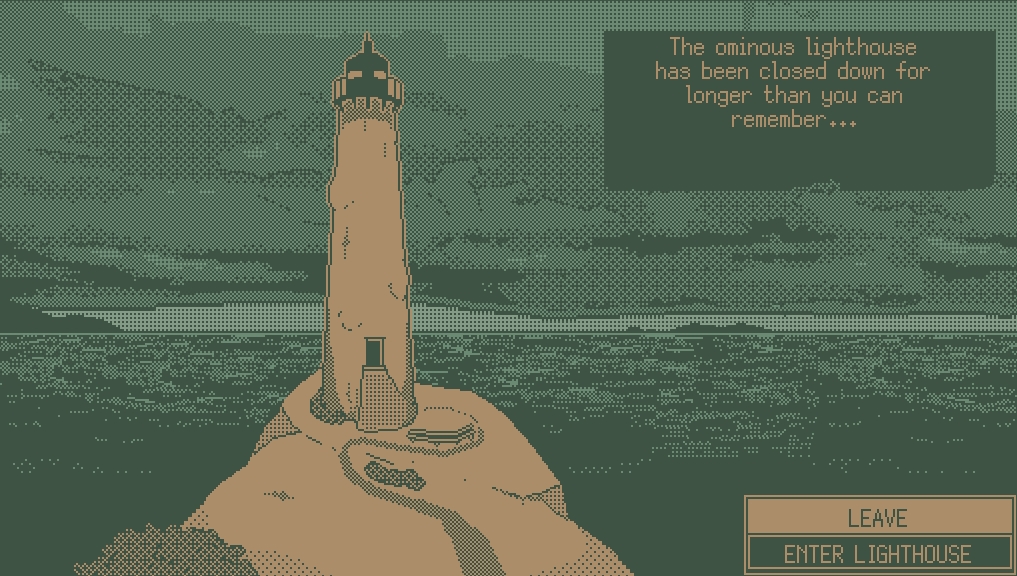 The ominous lighthouse
has been closed down for
longer than you can
remember...
LEAVE
ENTER LIGHTHOUSE